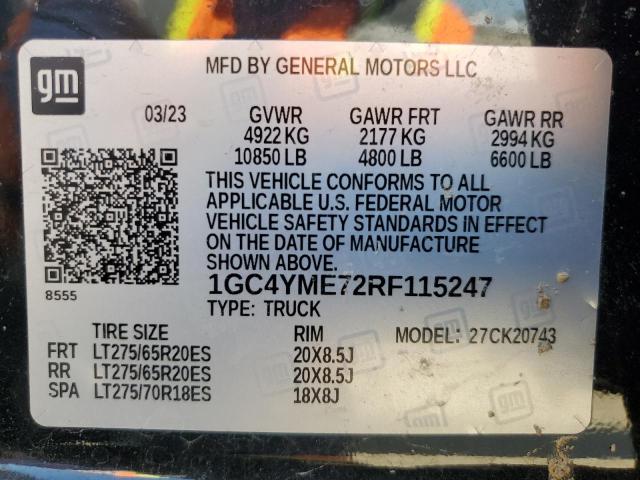 gm
MFD BY GENERAL MOTORS LLC
03/23 GVWR GAWR FRT GAWR RR
4922 KG 2177 KG 2994 KG
10850 LB 4800 LB 6600 LB
THIS VEHICLE CONFORMS TO ALL
APPLICABLE U.S. FEDERAL MOTOR
VEHICLE SAFETY STANDARDS IN EFFECT
ON THE DATE OF MANUFACTURE
SHOWN ABOVE.
8555
1GC4YME72RF115247
TYPE: TRUCK
TIRE SIZE RIM MODEL: 27CK20743
FRT LT275/65R20ES 20X8.5J
RR LT275/65R20ES 20X8.5J
SPA LT275/70R18ES 18X8J